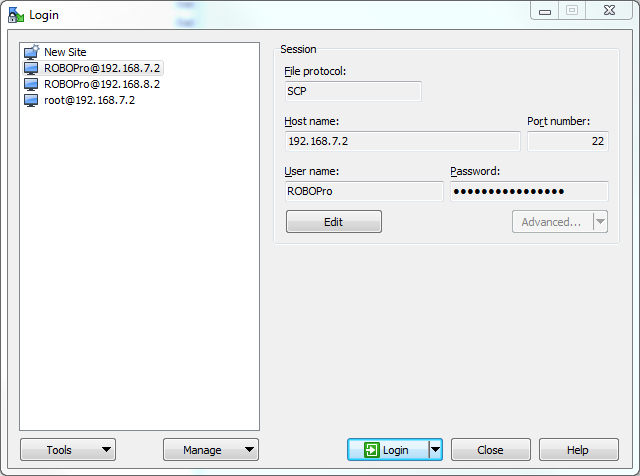 Login
New Site
ROBOPro@192.168.7.2
ROBOPro@192.168.8.2
root@192.168.7.2
Session
File protocol:
SCP
Host name: Port number:
192.168.7.2 22
User name: Password:
ROBOPro ●●●●●●●●●●●●●●●●
Edit Advanced...
Tools Manage Login Close Help